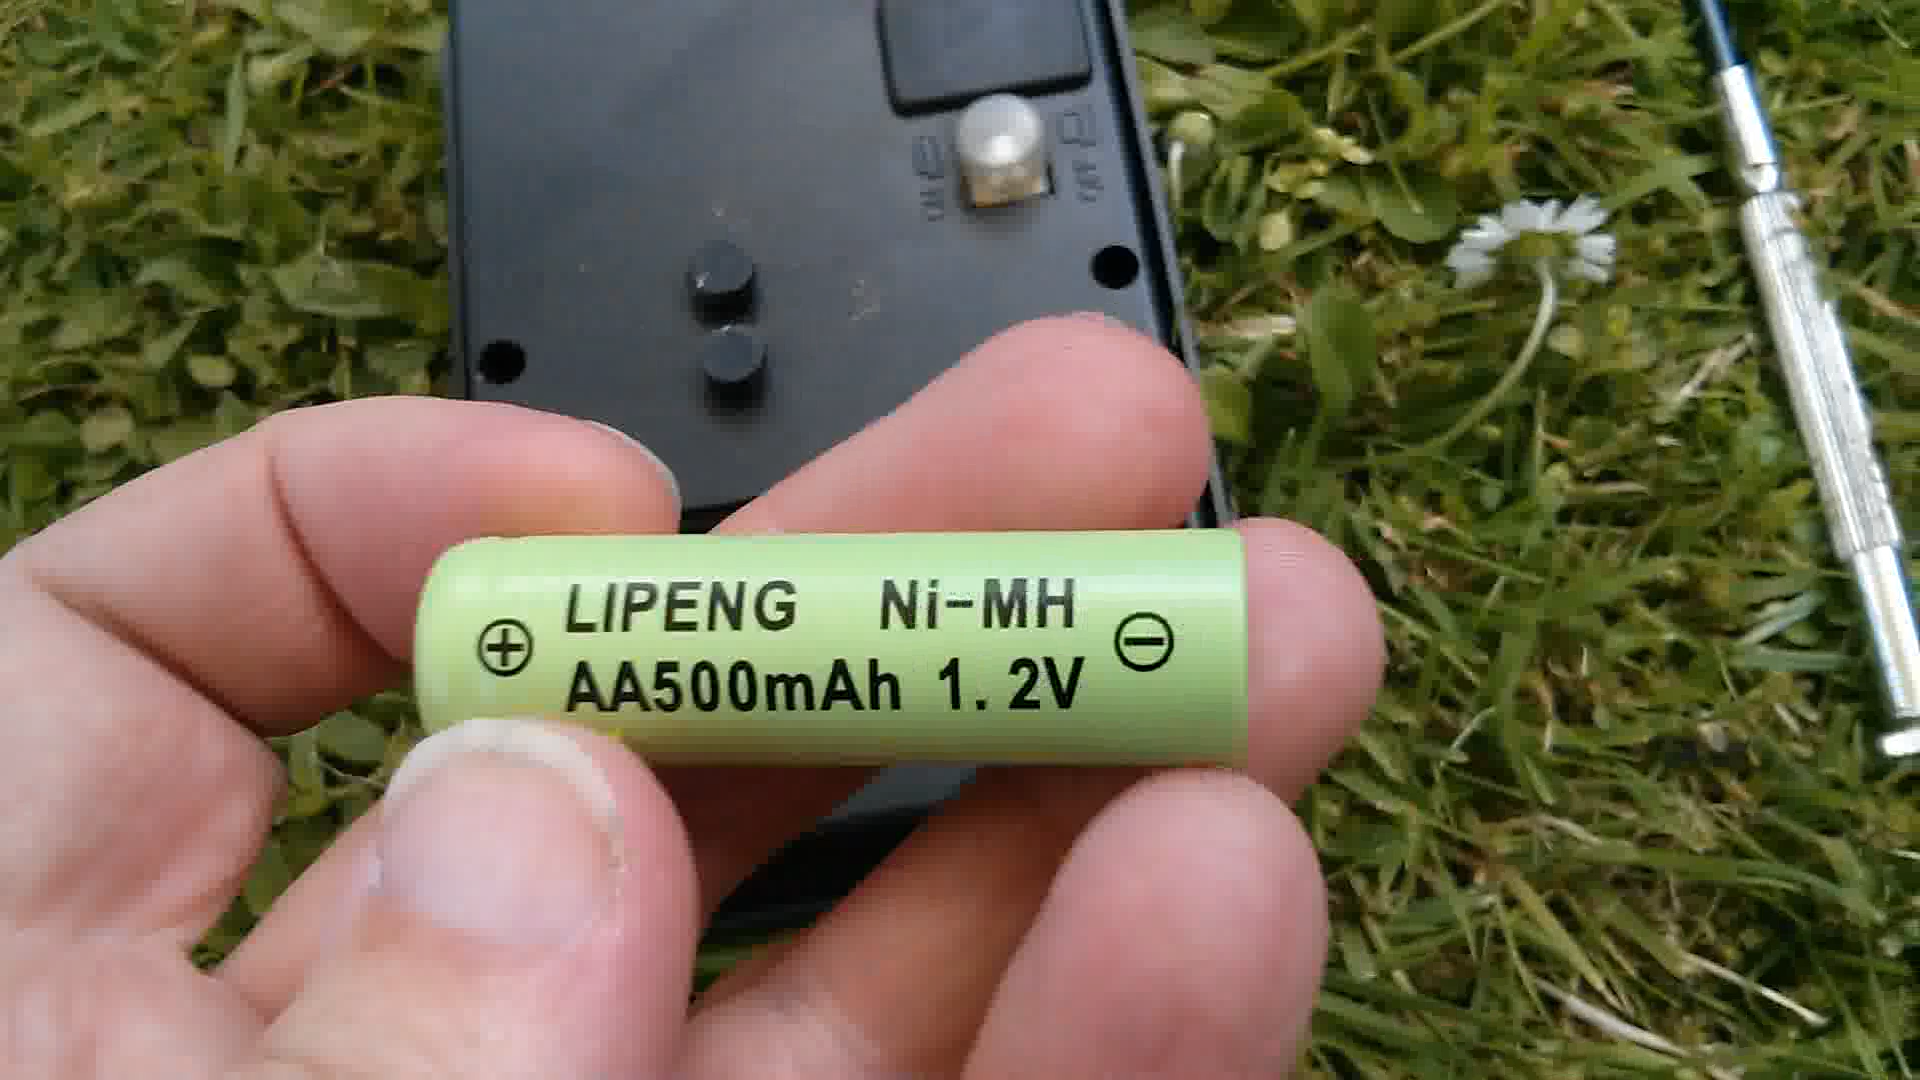 LIPENG Ni-MH
⊕ ⊖
AA500mAh 1.2V